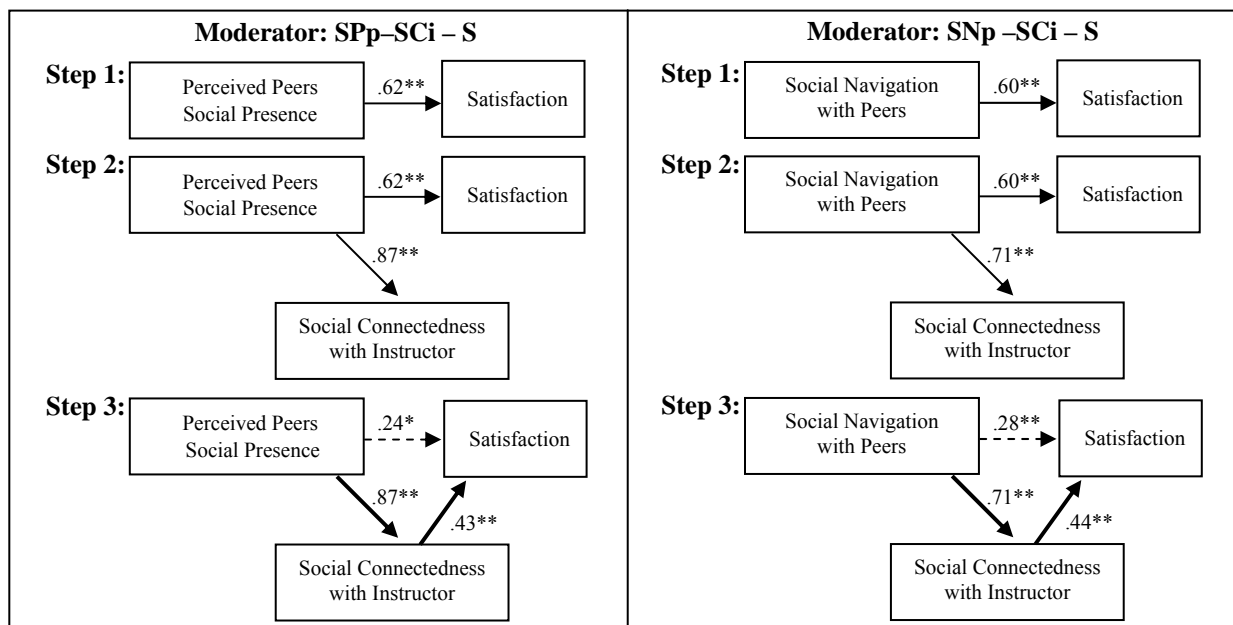 Moderator: SPp–SCi – S
Step 1:
Perceived Peers
Social Presence
.62**
Satisfaction
Step 2:
Perceived Peers
Social Presence
.62**
Satisfaction
.87**
Social Connectedness
with Instructor
Step 3:
Perceived Peers
Social Presence
.24*
Satisfaction
.87**
.43**
Social Connectedness
with Instructor
Moderator: SNp –SCi – S
Step 1:
Social Navigation
with Peers
.60**
Satisfaction
Step 2:
Social Navigation
with Peers
.60**
Satisfaction
.71**
Social Connectedness
with Instructor
Step 3:
Social Navigation
with Peers
.28**
Satisfaction
.71**
.44**
Social Connectedness
with Instructor